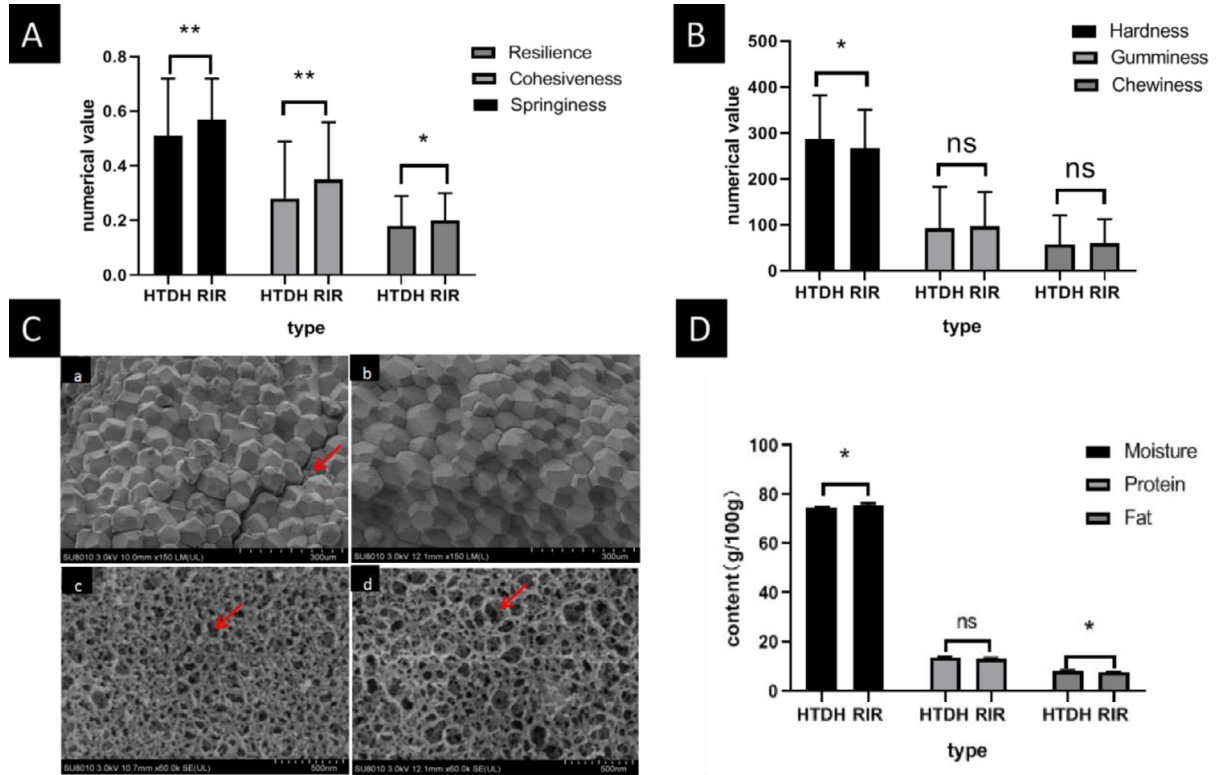 A
**
**
*
0.8
0.6
0.4
0.2
0.0
numerical value
HTDH RIR
HTDH RIR
HTDH RIR
type
Resilience
Cohesiveness
Springiness
B
*
ns
ns
500
400
300
200
100
0
numerical value
HTDH RIR
HTDH RIR
HTDH RIR
type
Hardness
Gumminess
Chewiness
C
a
SU8010 3.0kV 10.0mm x150 LM(UL)
300um
b
SU8010 3.0kV 12.1mm x150 LM(L)
300um
c
SU8010 3.0kV 10.7mm x60.0k SE(UL)
500nm
d
SU8010 3.0kV 12.1mm x60.0k SE(UL)
500nm
D
*
ns
*
100
80
60
40
20
0
content(g/100g)
HTDH RIR
HTDH RIR
HTDH RIR
type
Moisture
Protein
Fat